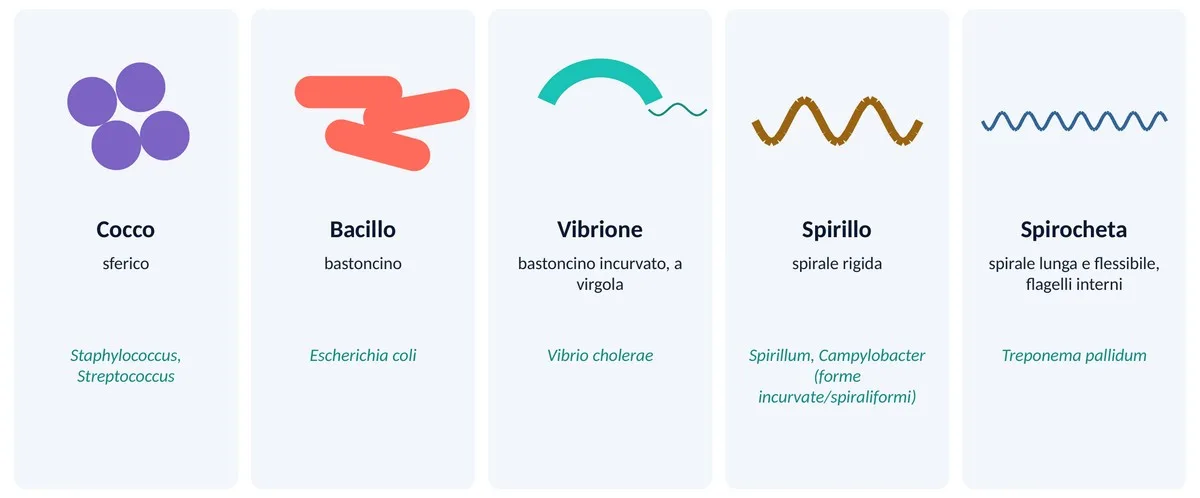 Cocco
sferico
Staphylococcus,
Streptococcus
Bacillo
bastoncino
Escherichia coli
Vibrione
bastoncino incurvato, a
virgola
Vibrio cholerae
Spirillo
spirale rigida
Spirillum, Campylobacter
(forme
incurvate/spiraliformi)
Spirocheta
spirale lunga e flessibile,
flagelli interni
Treponema pallidum